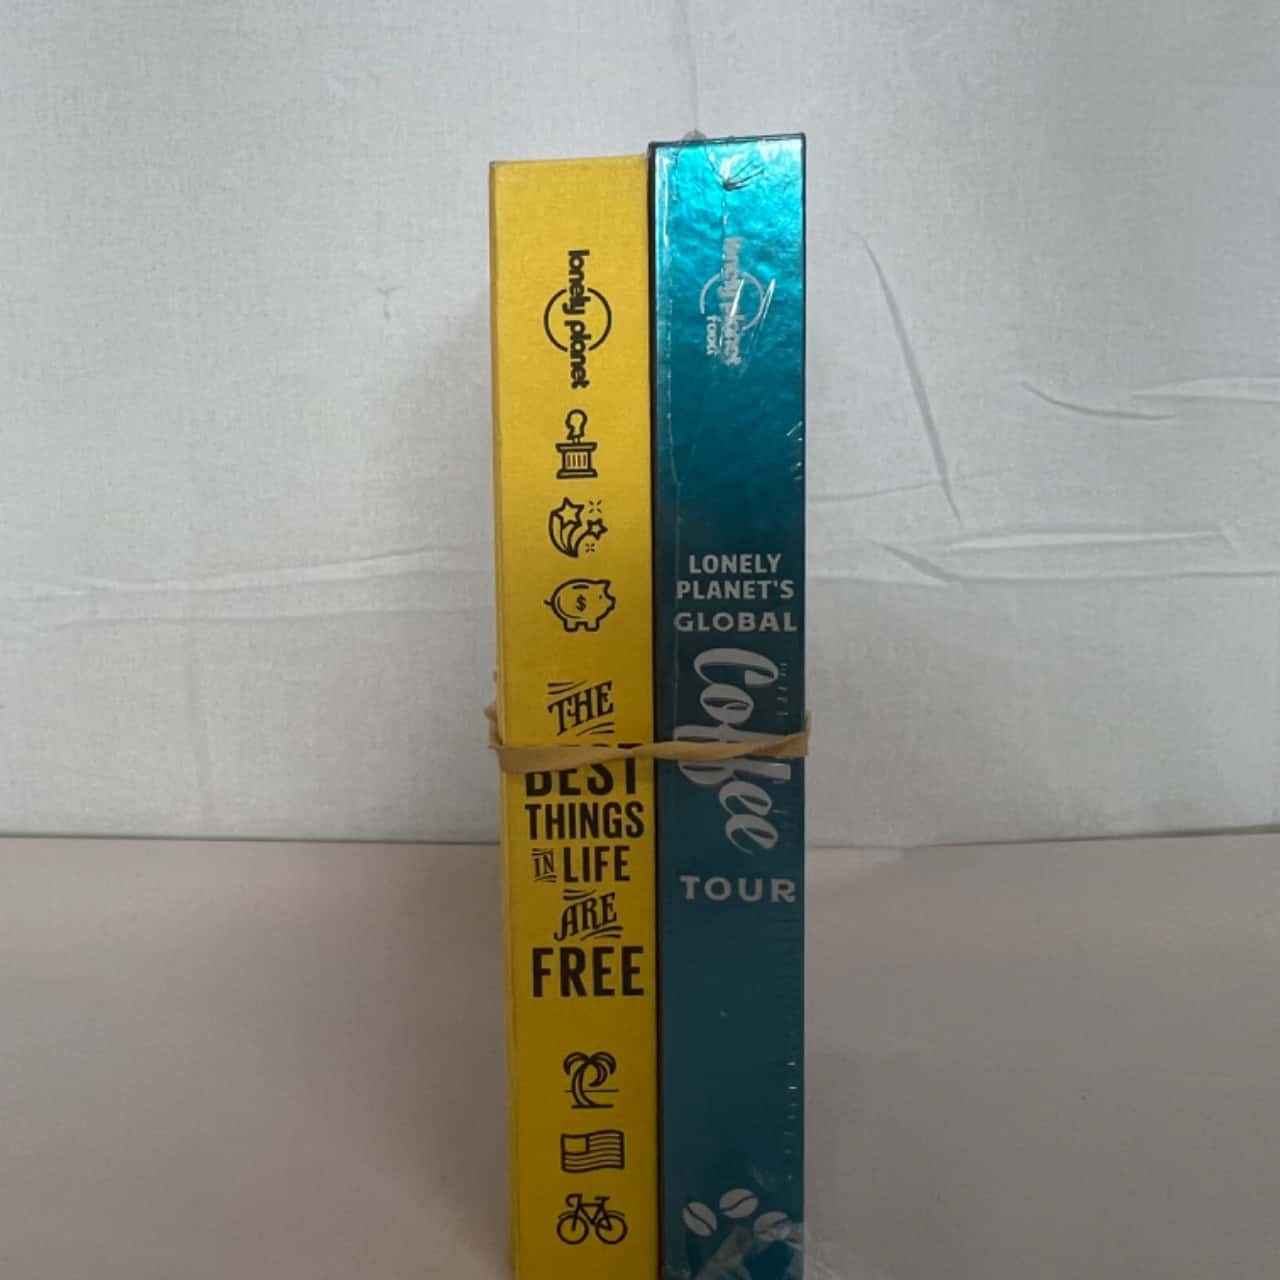 lonely planet
$
THE
BEST
THINGS
IN LIFE
ARE
FREE
lonely planet
food
LONELY
PLANET'S
GLOBAL
Coffee
TOUR